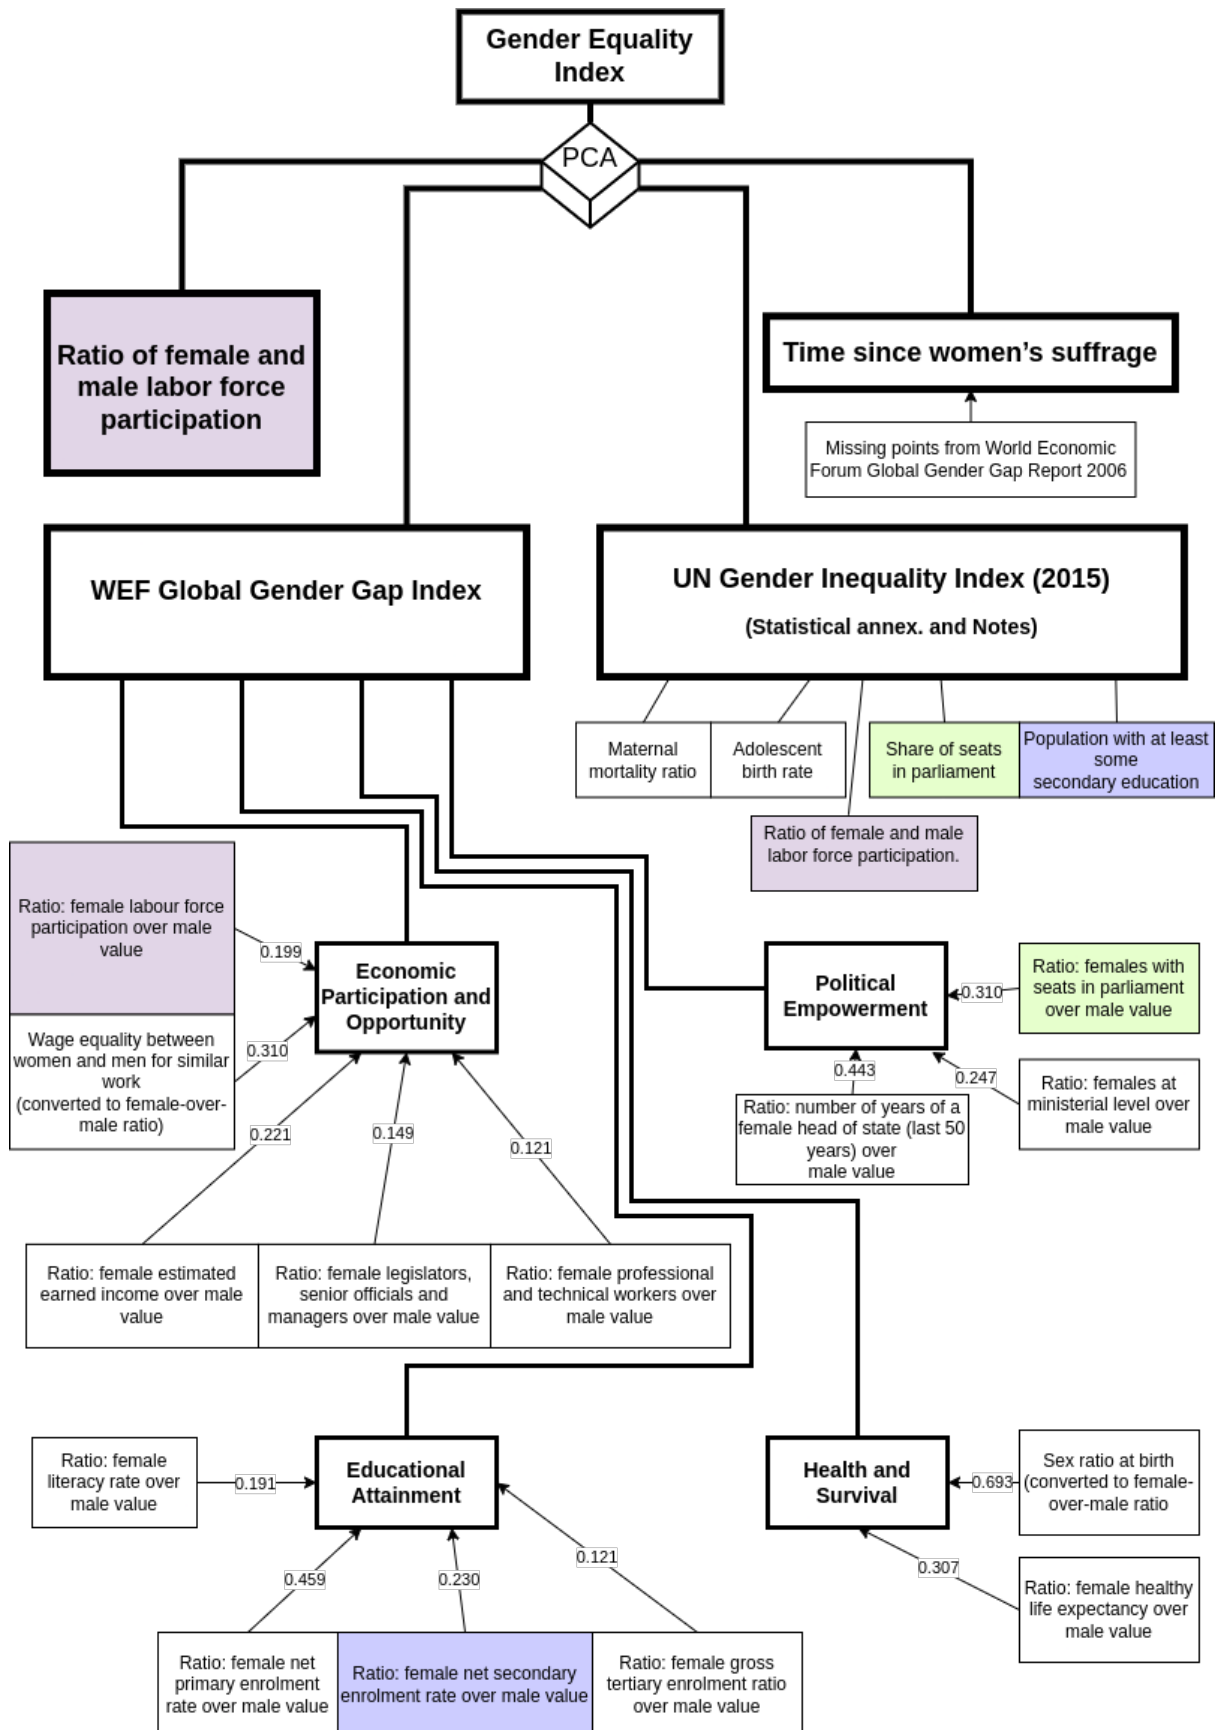 Gender Equality
Index
PCA
Ratio of female and
male labor force
participation
Time since women's suffrage
Missing points from World Economic
Forum Global Gender Gap Report 2006
WEF Global Gender Gap Index
UN Gender Inequality Index (2015)
(Statistical annex. and Notes)
Maternal
mortality ratio
Adolescent
birth rate
Share of seats
in parliament
Population with at least
some
secondary education
Ratio of female and male
labor force participation.
Ratio: female labour force
participation over male
value
0.199
Economic
Participation and
Opportunity
Wage equality between
women and men for similar
work
(converted to female-over-
male ratio)
0.310
0.221
0.149
0.121
Political
Empowerment
0.310
Ratio: females with
seats in parliament
over male value
0.443
0.247
Ratio: females at
ministerial level over
male value
Ratio: number of years of a
female head of state (last 50
years) over
male value
Ratio: female estimated
earned income over male
value
Ratio: female legislators,
senior officials and
managers over male value
Ratio: female professional
and technical workers over
male value
Ratio: female
literacy rate over
male value
0.191
Educational
Attainment
0.459
0.230
0.121
Health and
Survival
0.693
Sex ratio at birth
(converted to female-
over-male ratio
0.307
Ratio: female healthy
life expectancy over
male value
Ratio: female net
primary enrolment
rate over male value
Ratio: female net secondary
enrolment rate over male value
Ratio: female gross
tertiary enrolment ratio
over male value